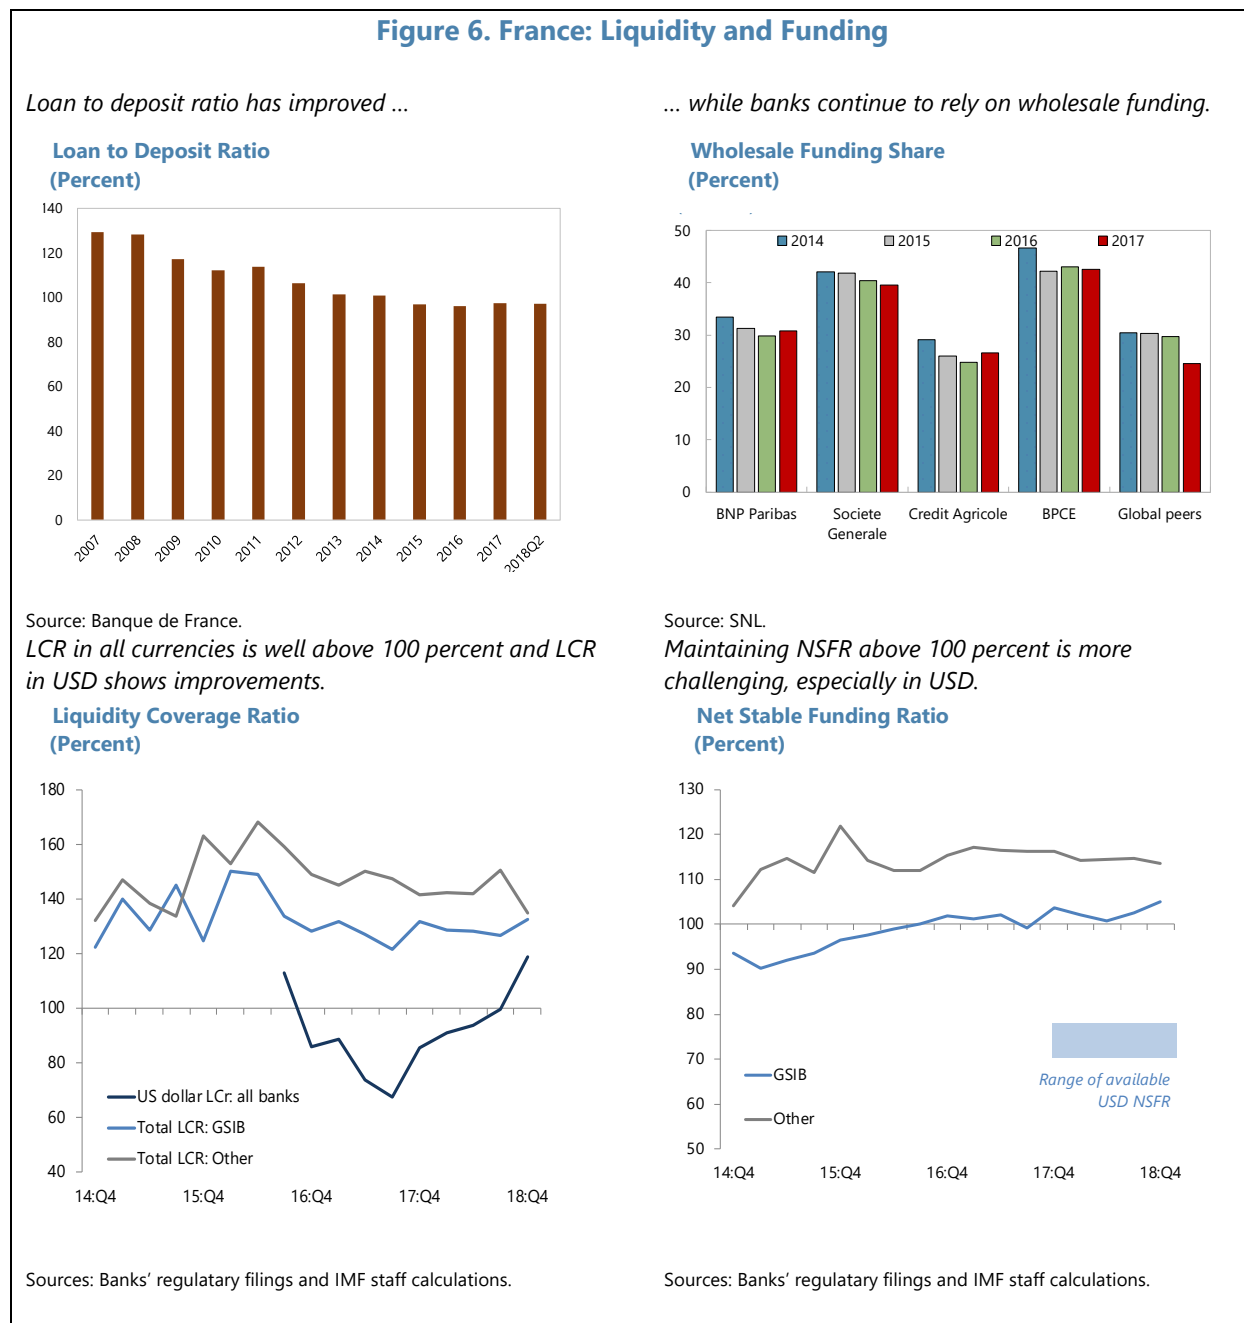 Figure 6. France: Liquidity and Funding
Loan to deposit ratio has improved ...
Loan to Deposit Ratio
(Percent)
140
120
100
80
60
40
20
0
2007
2008
2009
2010
2011
2012
2013
2014
2015
2016
2017
2018Q2
Source: Banque de France.
... while banks continue to rely on wholesale funding.
Wholesale Funding Share
(Percent)
50
40
30
20
10
0
2014
2015
2016
2017
BNP Paribas
Societe
Generale
Credit Agricole
BPCE
Global peers
Source: SNL.
LCR in all currencies is well above 100 percent and LCR
in USD shows improvements.
Liquidity Coverage Ratio
(Percent)
180
160
140
120
100
80
60
40
US dollar LCr: all banks
Total LCR: GSIB
Total LCR: Other
14:Q4
15:Q4
16:Q4
17:Q4
18:Q4
Sources: Banks’ regulatary filings and IMF staff calculations.
Maintaining NSFR above 100 percent is more
challenging, especially in USD.
Net Stable Funding Ratio
(Percent)
130
120
110
100
90
80
70
60
50
GSIB
Other
Range of available
USD NSFR
14:Q4
15:Q4
16:Q4
17:Q4
18:Q4
Sources: Banks’ regulatary filings and IMF staff calculations.